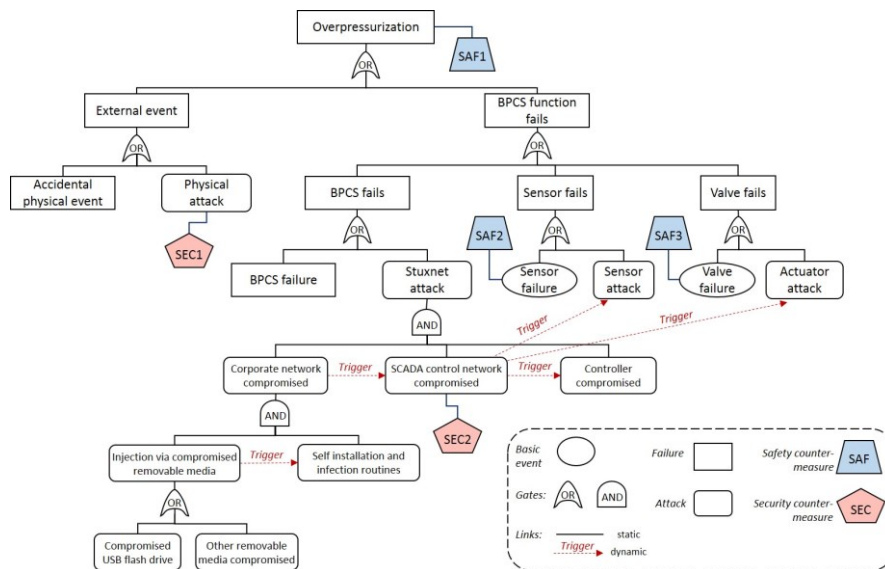 Overpressurization
SAF1
OR
External event
BPCS function
fails
OR
OR
Accidental
physical event
Physical
attack
BPCS fails
Sensor fails
Valve fails
SEC1
OR
SAF2
OR
SAF3
OR
BPCS failure
Stuxnet
attack
Sensor
failure
Sensor
attack
Valve
failure
Actuator
attack
AND
Trigger
Trigger
Corporate network
compromised
Trigger
SCADA control network
compromised
Trigger
Controller
compromised
AND
SEC2
Injection via compromised
removable media
Trigger
Self installation and
infection routines
OR
Compromised
USB flash drive
Other removable
media compromised
Basic
event
Failure
Safety counter-
measure
SAF
Gates:
OR
AND
Attack
Security counter-
measure
SEC
Links:
static
Trigger
dynamic